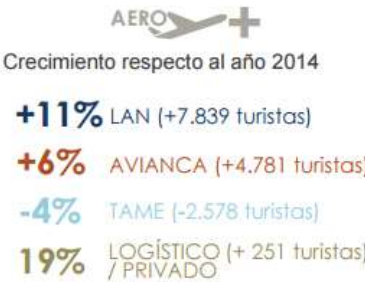 AERO
Crecimiento respecto al año 2014
+11% LAN (+7.839 turistas)
+6% AVIANCA (+4.781 turistas)
-4% TAME (-2.578 turistas)
19% LOGÍSTICO (+ 251 turistas)
/ PRIVADO